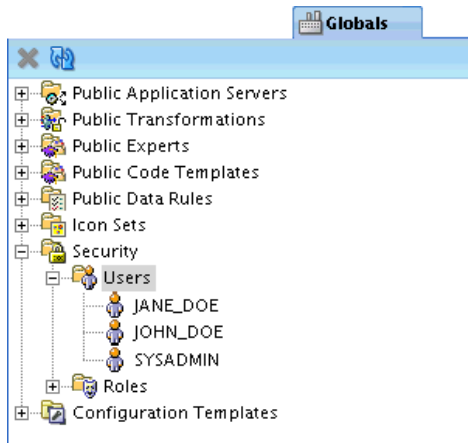 Globals
Public Application Servers
Public Transformations
Public Experts
Public Code Templates
Public Data Rules
Icon Sets
Security
Users
JANE_DOE
JOHN_DOE
SYSADMIN
Roles
Configuration Templates